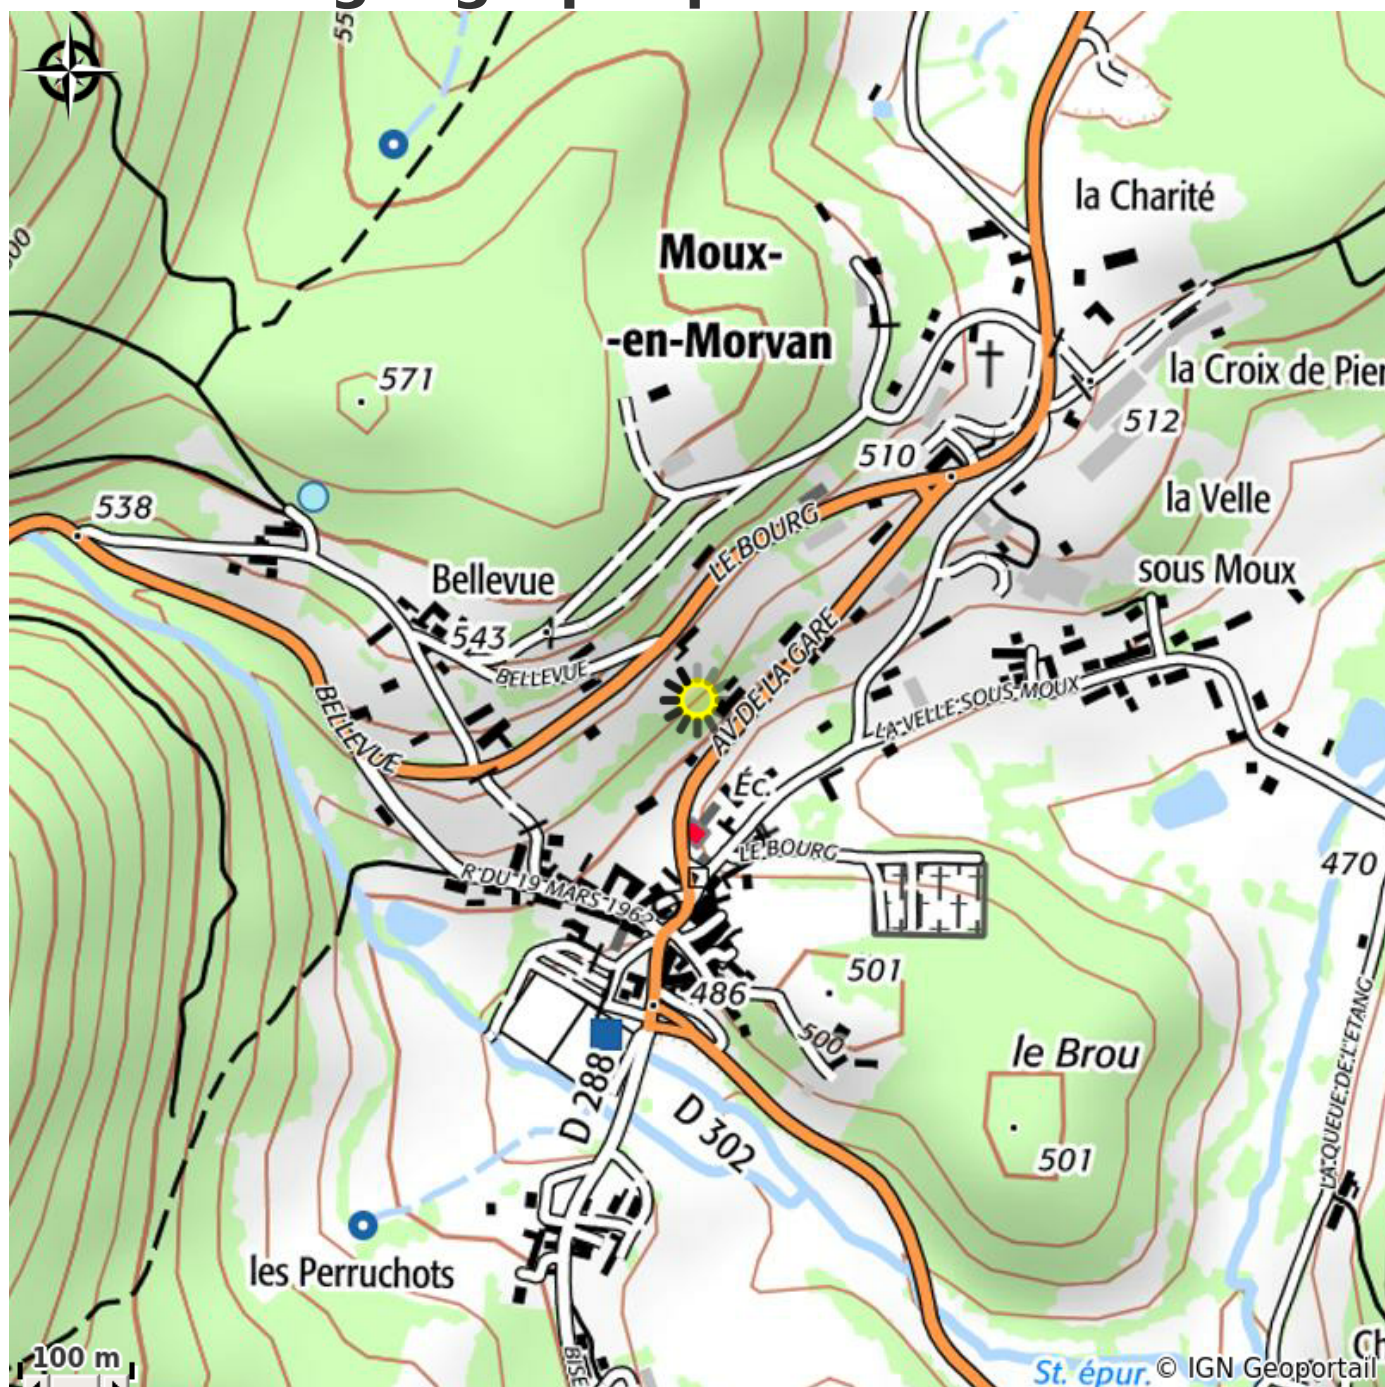 la Charité
Moux-
-en-Morvan
571
la Croix de Pier
512
510
538
la Velle
LE BOURG
sous Moux
Bellevue
543
BELLEVUE
AV DE LA GARE
BELLEVUE
LA VELLE SOUS MOUX
Éc.
LE BOURG
470
R DU 19 MARS 1962
501
486
500
le Brou
LA QUEUE DE L'ETANG
D 288
D 302
501
les Perruchots
100 m
BISE
Ch
St. épur.
© IGN Geoportail